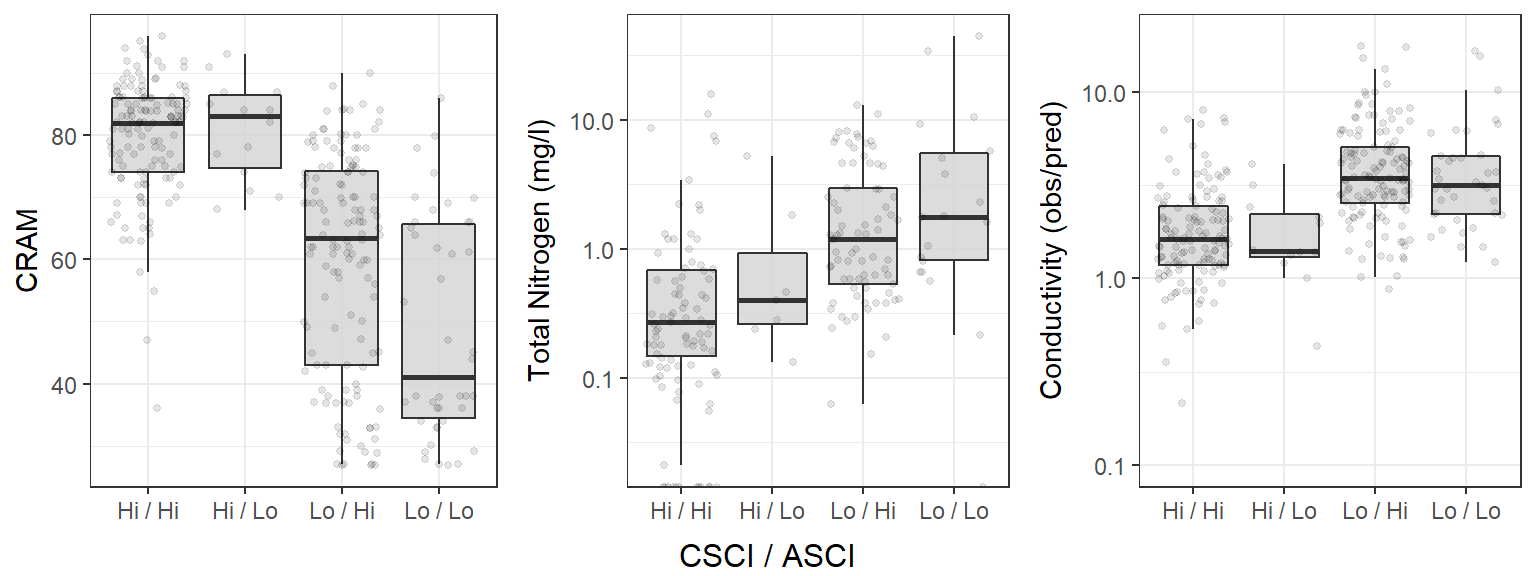 CRAM
80
60
40
Hi / Hi
Hi / Lo
Lo / Hi
Lo / Lo
Total Nitrogen (mg/l)
10.0
1.0
0.1
Hi / Hi
Hi / Lo
Lo / Hi
Lo / Lo
Conductivity (obs/pred)
10.0
1.0
0.1
Hi / Hi
Hi / Lo
Lo / Hi
Lo / Lo
CSCI / ASCI